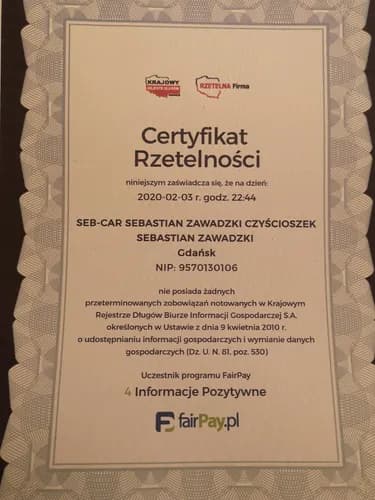 KRAJOWY
REJESTR DŁUGÓW
RZETELNA Firma
Certyfikat
Rzetelności
niniejszym zaświadcza się, że na dzień:
2020-02-03 r. godz. 22:44
SEB-CAR SEBASTIAN ZAWADZKI CZYŚCIOSZEK
SEBASTIAN ZAWADZKI
Gdańsk
NIP: 9570130106
nie posiada żadnych
przeterminowanych zobowiązań notowanych w Krajowym
Rejestrze Długów Biurze Informacji Gospodarczej S.A.
określonych w Ustawie z dnia 9 kwietnia 2010 r.
o udostępnianiu informacji gospodarczych i wymianie danych
gospodarczych (Dz. U. N. 81, poz. 530)
Uczestnik programu FairPay
4 Informacje Pozytywne
fairPay.pl